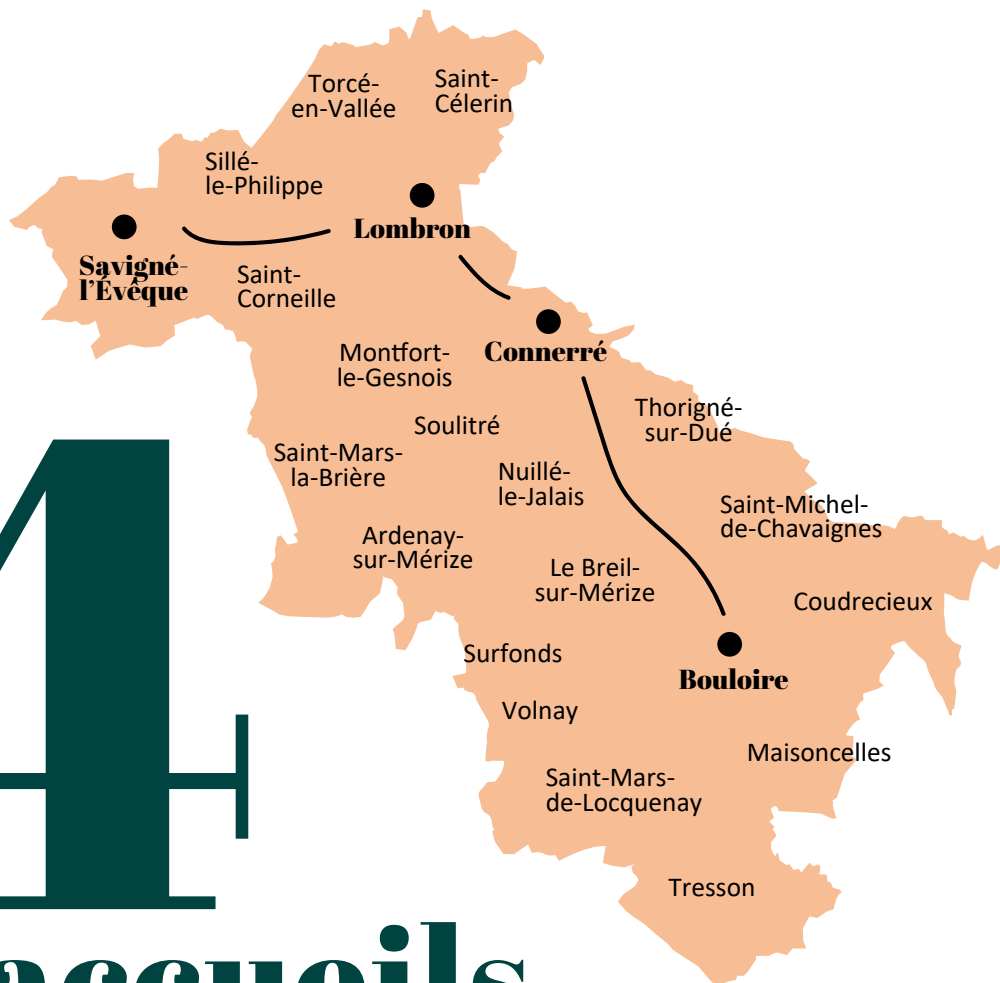 Torcé-
en-Vallée
Saint-
Célerin
Sillé-
le-Philippe
Lombron
Savigné-
l’Évêque
Saint-
Corneille
Connerré
Montfort-
le-Gesnois
Thorigné-
sur-Dué
Soulitré
Saint-Mars-
la-Brière
Nuillé-
le-Jalais
Saint-Michel-
de-Chavaignes
Ardenay-
sur-Mérize
Le Breil-
sur-Mérize
Coudrecieux
Surfonds
Bouloire
Volnay
Maisoncelles
Saint-Mars-
de-Locquenay
Tresson
4
accueils